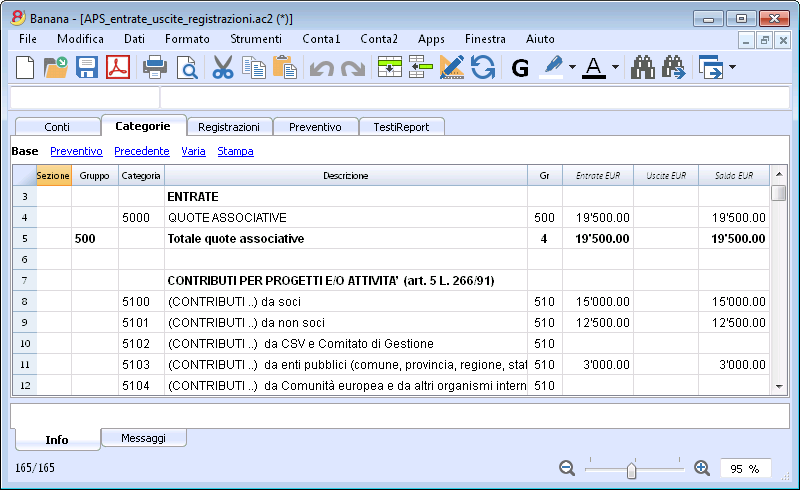 Banana - [APS_entrate_uscite_registrazioni.ac2 (*)]
File Modifica Dati Formato Strumenti Conta1 Conta2 Apps Finestra Aiuto
G A
Conti Categorie Registrazioni Preventivo TestiReport
Base Preventivo Precedente Varia Stampa
Sezione Gruppo Categoria Descrizione Gr Entrate EUR Uscite EUR Saldo EUR
3 ENTRATE
4 5000 QUOTE ASSOCIATIVE 500 19'500.00 19'500.00
5 500 Totale quote associative 4 19'500.00 19'500.00
6
7 CONTRIBUTI PER PROGETTI E/O ATTIVITA' (art. 5 L. 266/91)
8 5100 (CONTRIBUTI ..) da soci 510 15'000.00 15'000.00
9 5101 (CONTRIBUTI ..) da non soci 510 12'500.00 12'500.00
10 5102 (CONTRIBUTI ..) da CSV e Comitato di Gestione 510
11 5103 (CONTRIBUTI ..) da enti pubblici (comune, provincia, regione, stat 510 3'000.00 3'000.00
12 5104 (CONTRIBUTI ..) da Comunità europea e da altri organismi intern 510
Info Messaggi
165/165 95 %